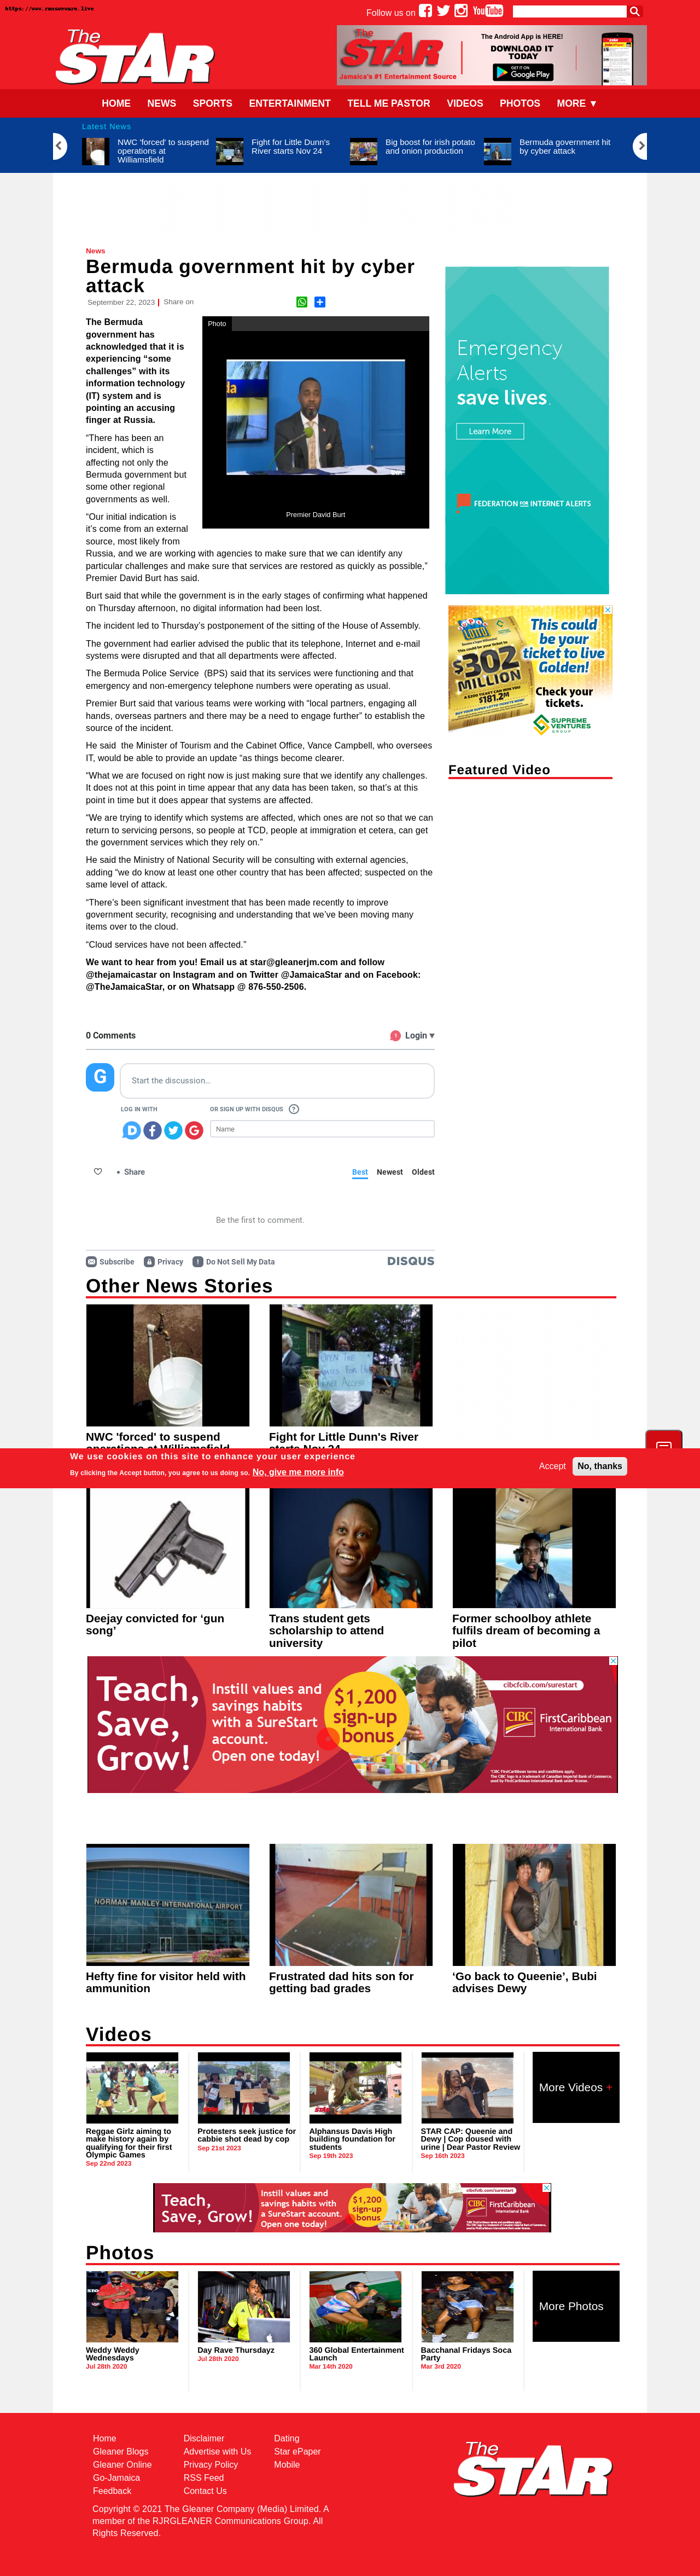 https://www.ransomware.live
Follow us on
You Tube
The STAR
The STAR
Jamaica's #1 Entertainment Source
The Android App is HERE!
DOWNLOAD IT TODAY
GET IT ON
Google Play
HOME NEWS SPORTS ENTERTAINMENT TELL ME PASTOR VIDEOS PHOTOS MORE ▼
Latest News
NWC 'forced' to suspend operations at Williamsfield
Fight for Little Dunn's River starts Nov 24
Big boost for irish potato and onion production
Bermuda government hit by cyber attack
News
Bermuda government hit by cyber
attack
September 22, 2023 | Share on
Photo
Premier David Burt
The Bermuda
government has
acknowledged that it is
experiencing “some
challenges” with its
information technology
(IT) system and is
pointing an accusing
finger at Russia.
“There has been an
incident, which is
affecting not only the
Bermuda government but
some other regional
governments as well.
“Our initial indication is
it’s come from an external
source, most likely from
Russia, and we are working with agencies to make sure that we can identify any
particular challenges and make sure that services are restored as quickly as possible,”
Premier David Burt has said.
Burt said that while the government is in the early stages of confirming what happened
on Thursday afternoon, no digital information had been lost.
The incident led to Thursday’s postponement of the sitting of the House of Assembly.
The government had earlier advised the public that its telephone, Internet and e-mail
systems were disrupted and that all departments were affected.
The Bermuda Police Service (BPS) said that its services were functioning and that
emergency and non-emergency telephone numbers were operating as usual.
Premier Burt said that various teams were working with “local partners, engaging all
hands, overseas partners and there may be a need to engage further” to establish the
source of the incident.
He said the Minister of Tourism and the Cabinet Office, Vance Campbell, who oversees
IT, would be able to provide an update “as things become clearer.
“What we are focused on right now is just making sure that we identify any challenges.
It does not at this point in time appear that any data has been taken, so that’s at this
point in time but it does appear that systems are affected.
“We are trying to identify which systems are affected, which ones are not so that we can
return to servicing persons, so people at TCD, people at immigration et cetera, can get
the government services which they rely on.”
He said the Ministry of National Security will be consulting with external agencies,
adding “we do know at least one other country that has been affected; suspected on the
same level of attack.
“There’s been significant investment that has been made recently to improve
government security, recognising and understanding that we’ve been moving many
items over to the cloud.
“Cloud services have not been affected.”
We want to hear from you! Email us at star@gleanerjm.com and follow
@thejamaicastar on Instagram and on Twitter @JamaicaStar and on Facebook:
@TheJamaicaStar, or on Whatsapp @ 876-550-2506.
Emergency
Alerts
save lives.
Learn More
FEDERATION FOR INTERNET ALERTS
This could
be your
ticket to live
Golden!
LOTTO
$302
MILLION
Check your
tickets.
SUPREME
VENTURES
GROUP
Featured Video
0 Comments
1 Login ▼
G
Start the discussion...
LOG IN WITH
OR SIGN UP WITH DISQUS ?
Name
Share
Best Newest Oldest
Be the first to comment.
Subscribe Privacy Do Not Sell My Data
DISQUS
Other News Stories
NWC 'forced' to suspend
operations at Williamsfield
Fight for Little Dunn's River
starts Nov 24
We use cookies on this site to enhance your user experience
By clicking the Accept button, you agree to us doing so. No, give me more info
Accept
No, thanks
Deejay convicted for ‘gun
song’
Trans student gets
scholarship to attend
university
Former schoolboy athlete
fulfils dream of becoming a
pilot
Teach,
Save,
Grow!
Instill values and
savings habits
with a SureStart
account.
Open one today!
$1,200
sign-up
bonus
cibcfcib.com/surestart
CIBC FirstCaribbean
International Bank
NORMAN MANLEY INTERNATIONAL AIRPORT
Hefty fine for visitor held with
ammunition
Frustrated dad hits son for
getting bad grades
‘Go back to Queenie’, Bubi
advises Dewy
Videos
Reggae Girlz aiming to
make history again by
qualifying for their first
Olympic Games
Sep 22nd 2023
Protesters seek justice for
cabbie shot dead by cop
Sep 21st 2023
Alphansus Davis High
building foundation for
students
Sep 19th 2023
STAR CAP: Queenie and
Dewy | Cop doused with
urine | Dear Pastor Review
Sep 16th 2023
More Videos +
Teach,
Save, Grow!
Instill values and
savings habits with
a SureStart account.
Open one today!
$1,200
sign-up
bonus
cibcfcib.com/surestart
CIBC FirstCaribbean
International Bank
Photos
Weddy Weddy
Wednesdays
Jul 28th 2020
Day Rave Thursdayz
Jul 28th 2020
360 Global Entertainment
Launch
Mar 14th 2020
Bacchanal Fridays Soca
Party
Mar 3rd 2020
More Photos
+
Home
Gleaner Blogs
Gleaner Online
Go-Jamaica
Feedback
Disclaimer
Advertise with Us
Privacy Policy
RSS Feed
Contact Us
Dating
Star ePaper
Mobile
The STAR
Copyright © 2021 The Gleaner Company (Media) Limited. A
member of the RJRGLEANER Communications Group. All
Rights Reserved.